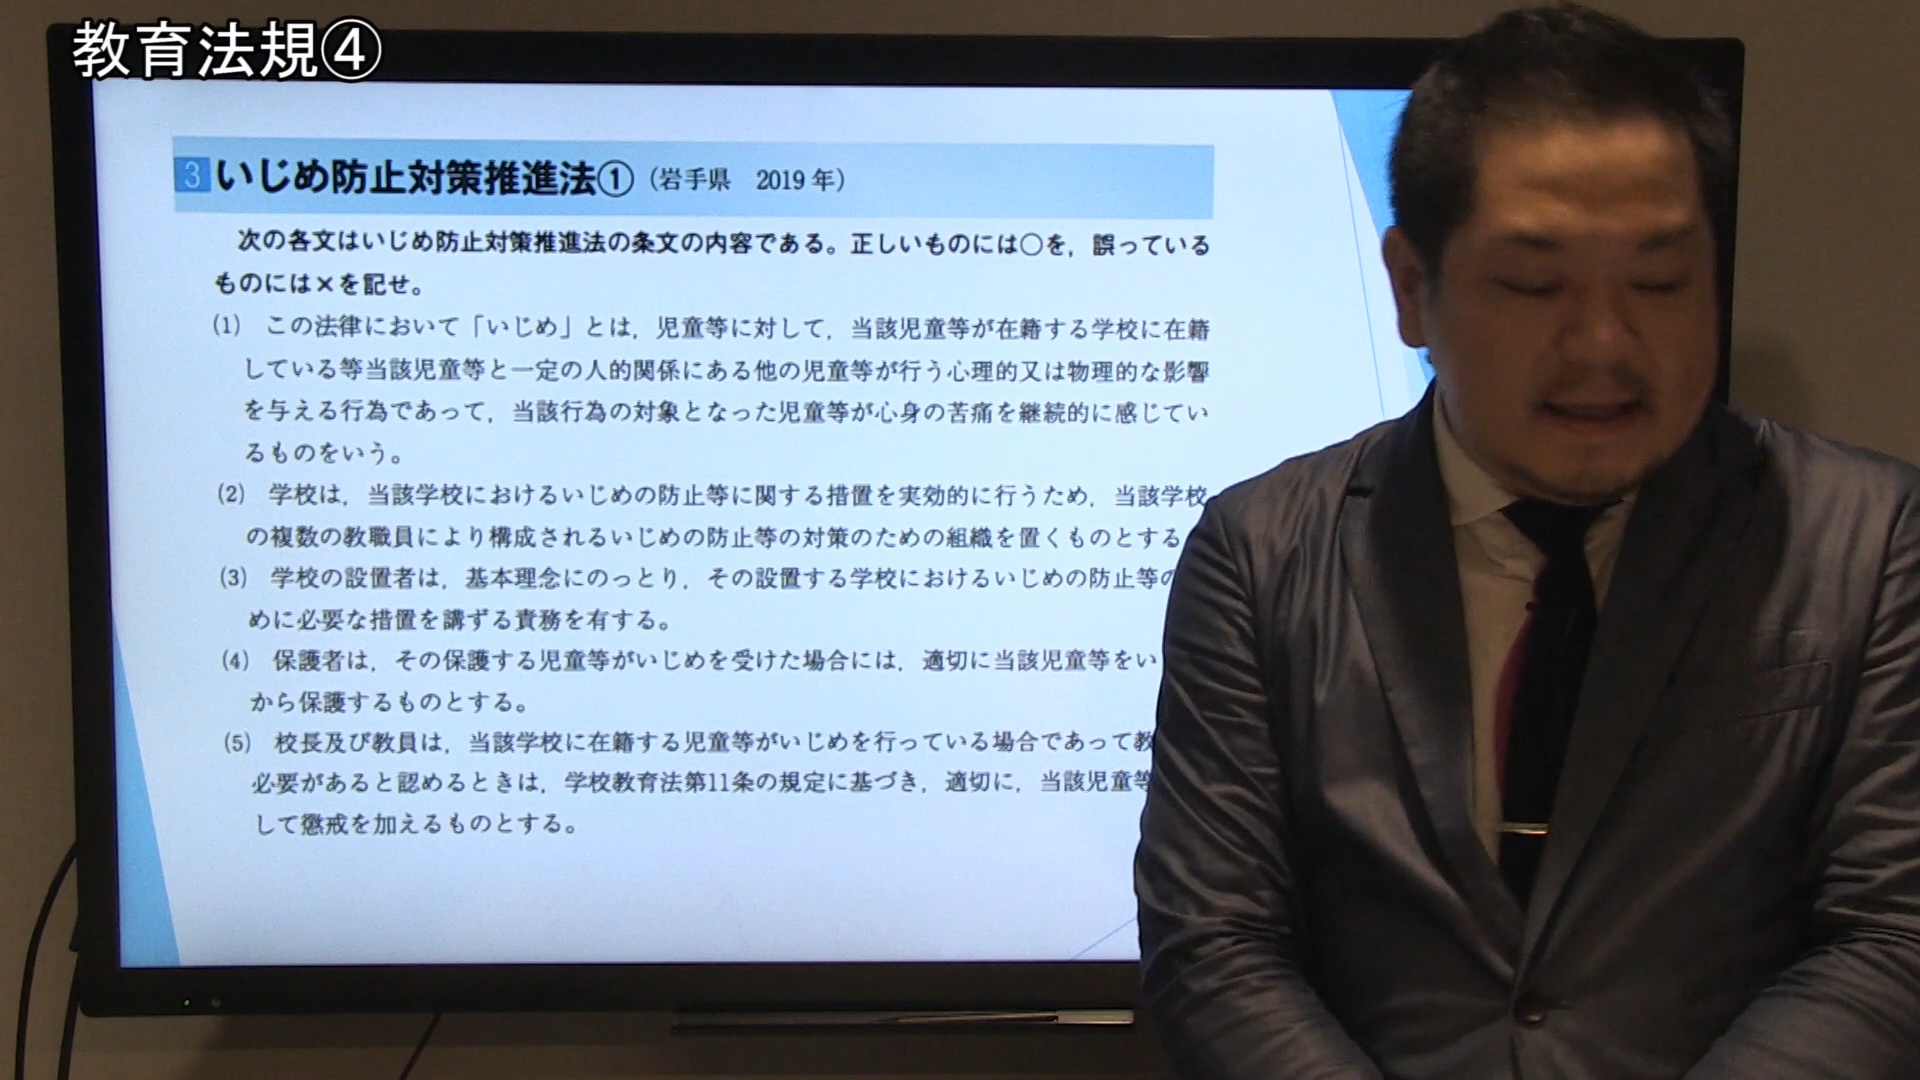 教育法規④
3 いじめ防止対策推進法①（岩手県　2019年）
次の各文はいじめ防止対策推進法の条文の内容である。正しいものには○を，誤っている
ものには×を記せ。
(1)　この法律において「いじめ」とは，児童等に対して，当該児童等が在籍する学校に在籍
している等当該児童等と一定の人的関係にある他の児童等が行う心理的又は物理的な影響
を与える行為であって，当該行為の対象となった児童等が心身の苦痛を継続的に感じてい
るものをいう。
(2)　学校は，当該学校におけるいじめの防止等に関する措置を実効的に行うため，当該学校
の複数の教職員により構成されるいじめの防止等の対策のための組織を置くものとする
(3)　学校の設置者は，基本理念にのっとり，その設置する学校におけるいじめの防止等の
めに必要な措置を講ずる責務を有する。
(4)　保護者は，その保護する児童等がいじめを受けた場合には，適切に当該児童等をい
から保護するものとする。
(5)　校長及び教員は，当該学校に在籍する児童等がいじめを行っている場合であって教
必要があると認めるときは，学校教育法第11条の規定に基づき，適切に，当該児童等
して懲戒を加えるものとする。